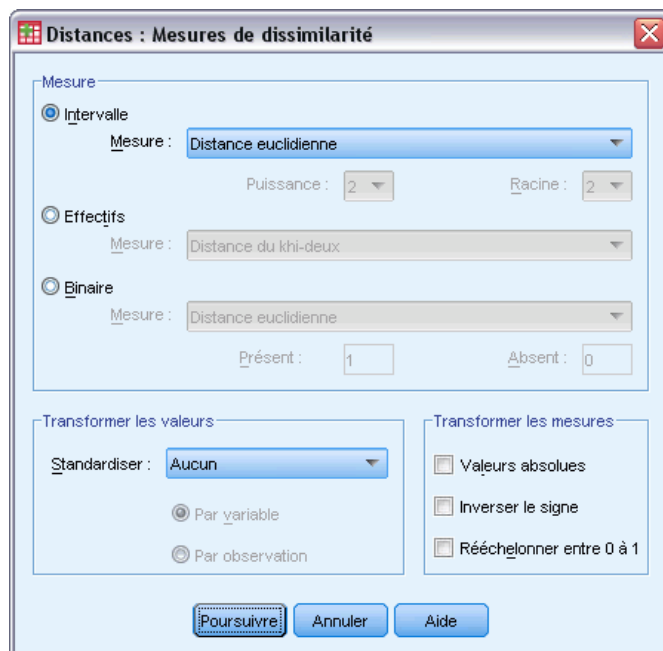 Distances : Mesures de dissimilarité
Mesure
Intervalle
Mesure : Distance euclidienne
Puissance : 2 Racine : 2
Effectifs
Mesure : Distance du khi-deux
Binaire
Mesure : Distance euclidienne
Présent : 1 Absent : 0
Transformer les valeurs
Standardiser : Aucun
Par variable
Par observation
Transformer les mesures
Valeurs absolues
Inverser le signe
Rééchelonner entre 0 à 1
Poursuivre Annuler Aide